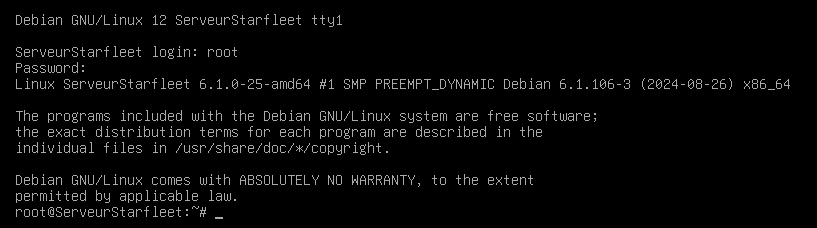 Debian GNU/Linux 12 ServeurStarfleet tty1
ServeurStarfleet login: root
Password:
Linux ServeurStarfleet 6.1.0-25-amd64 #1 SMP PREEMPT_DYNAMIC Debian 6.1.106-3 (2024-08-26) x86_64
The programs included with the Debian GNU/Linux system are free software;
the exact distribution terms for each program are described in the
individual files in /usr/share/doc/*/copyright.
Debian GNU/Linux comes with ABSOLUTELY NO WARRANTY, to the extent
permitted by applicable law.
root@ServeurStarfleet:~# _